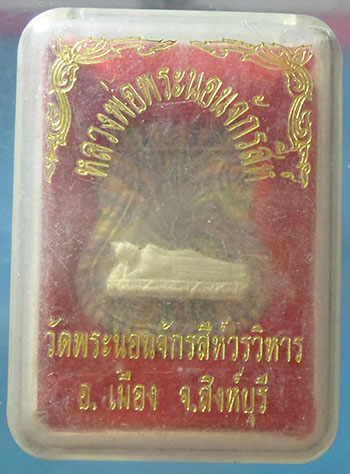 หลวงพ่อพระนอนจักรสีห์
วัดพระนอนจักรสีห์วรวิหาร
อ. เมือง จ.สิงห์บุรี